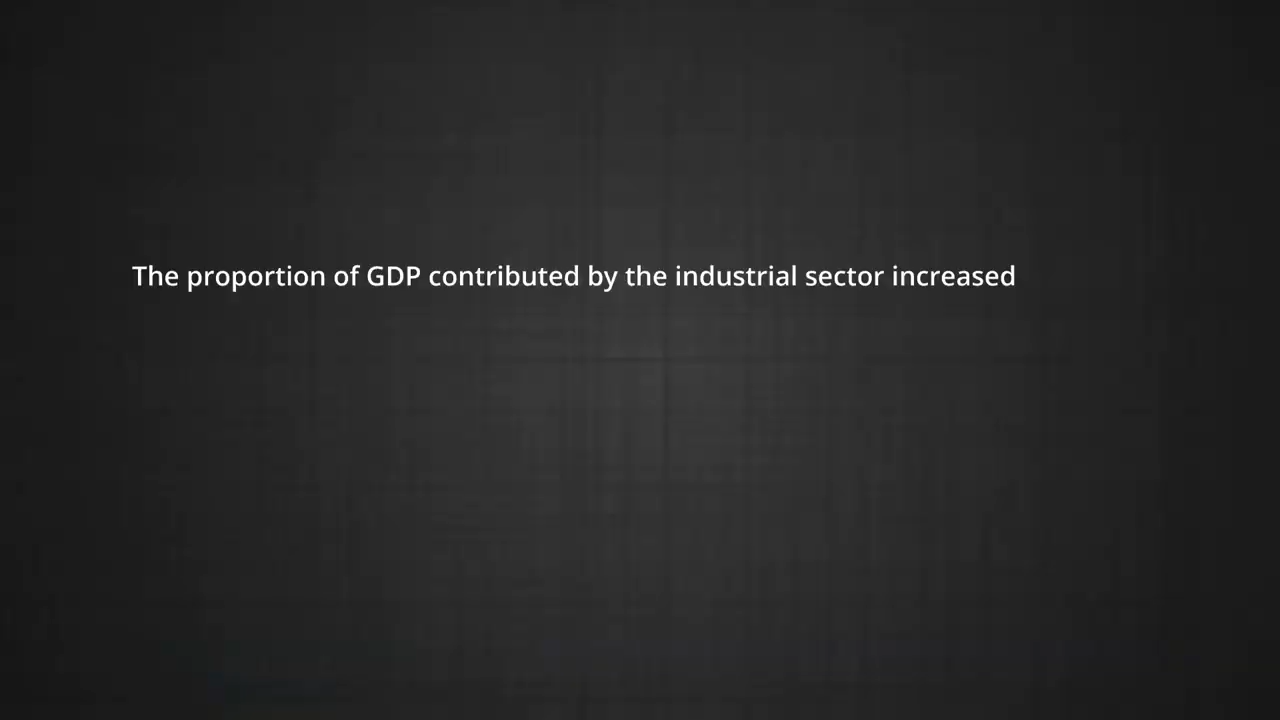 The proportion of GDP contributed by the industrial sector increased